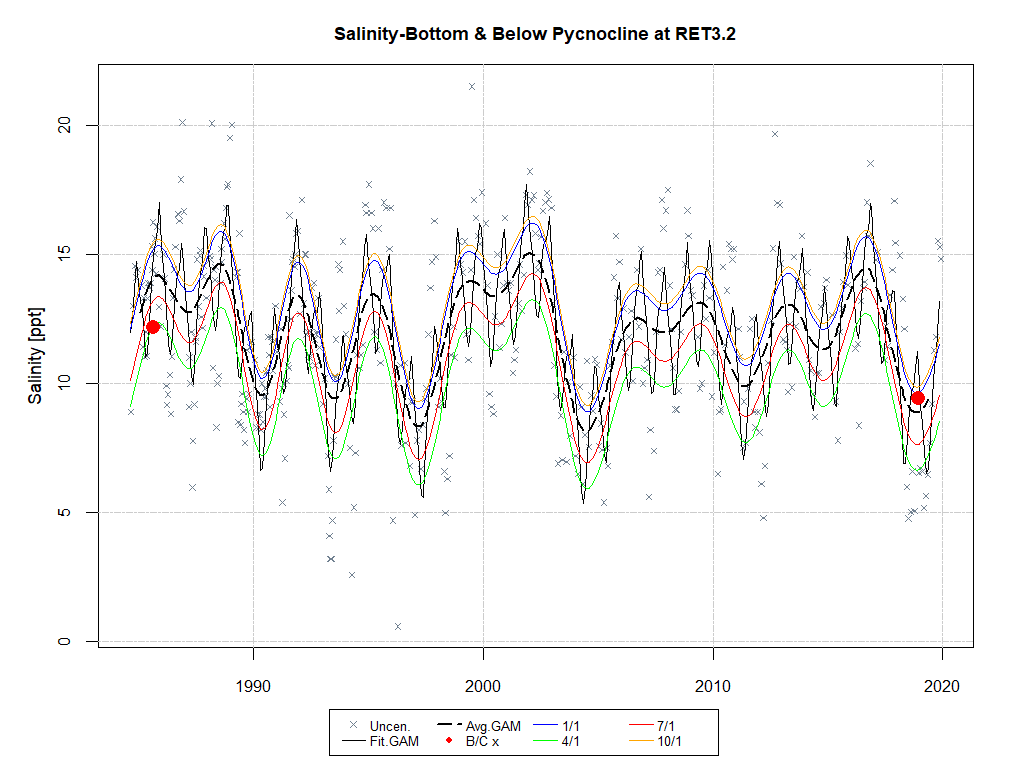 Salinity-Bottom & Below Pycnocline at RET3.2
Salinity [ppt]
20
15
10
5
0
1990 2000 2010 2020
Uncen. Avg.GAM 1/1 7/1
Fit.GAM B/C x 4/1 10/1